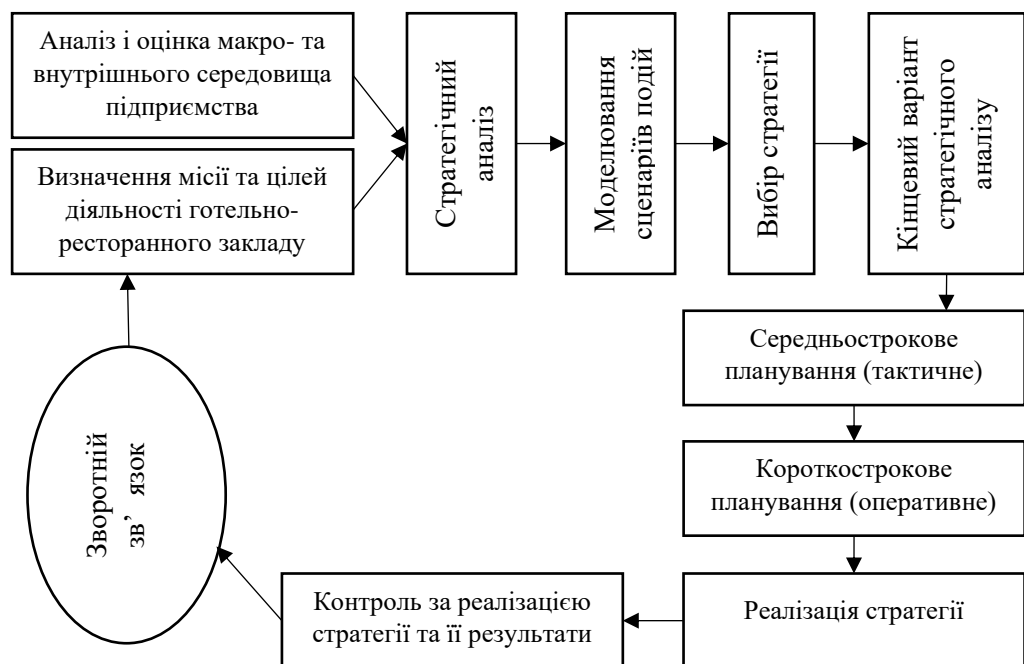 Аналіз і оцінка макро- та
внутрішнього середовища
підприємства
Визначення місії та цілей
діяльності готельно-
ресторанного закладу
Стратегічний
аналіз
Моделювання
сценаріїв подій
Вибір стратегії
Кінцевий варіант
стратегічного
аналізу
Середньострокове
планування (тактичне)
Короткострокове
планування (оперативне)
Реалізація стратегії
Контроль за реалізацією
стратегії та її результати
Зворотній
зв’ язок